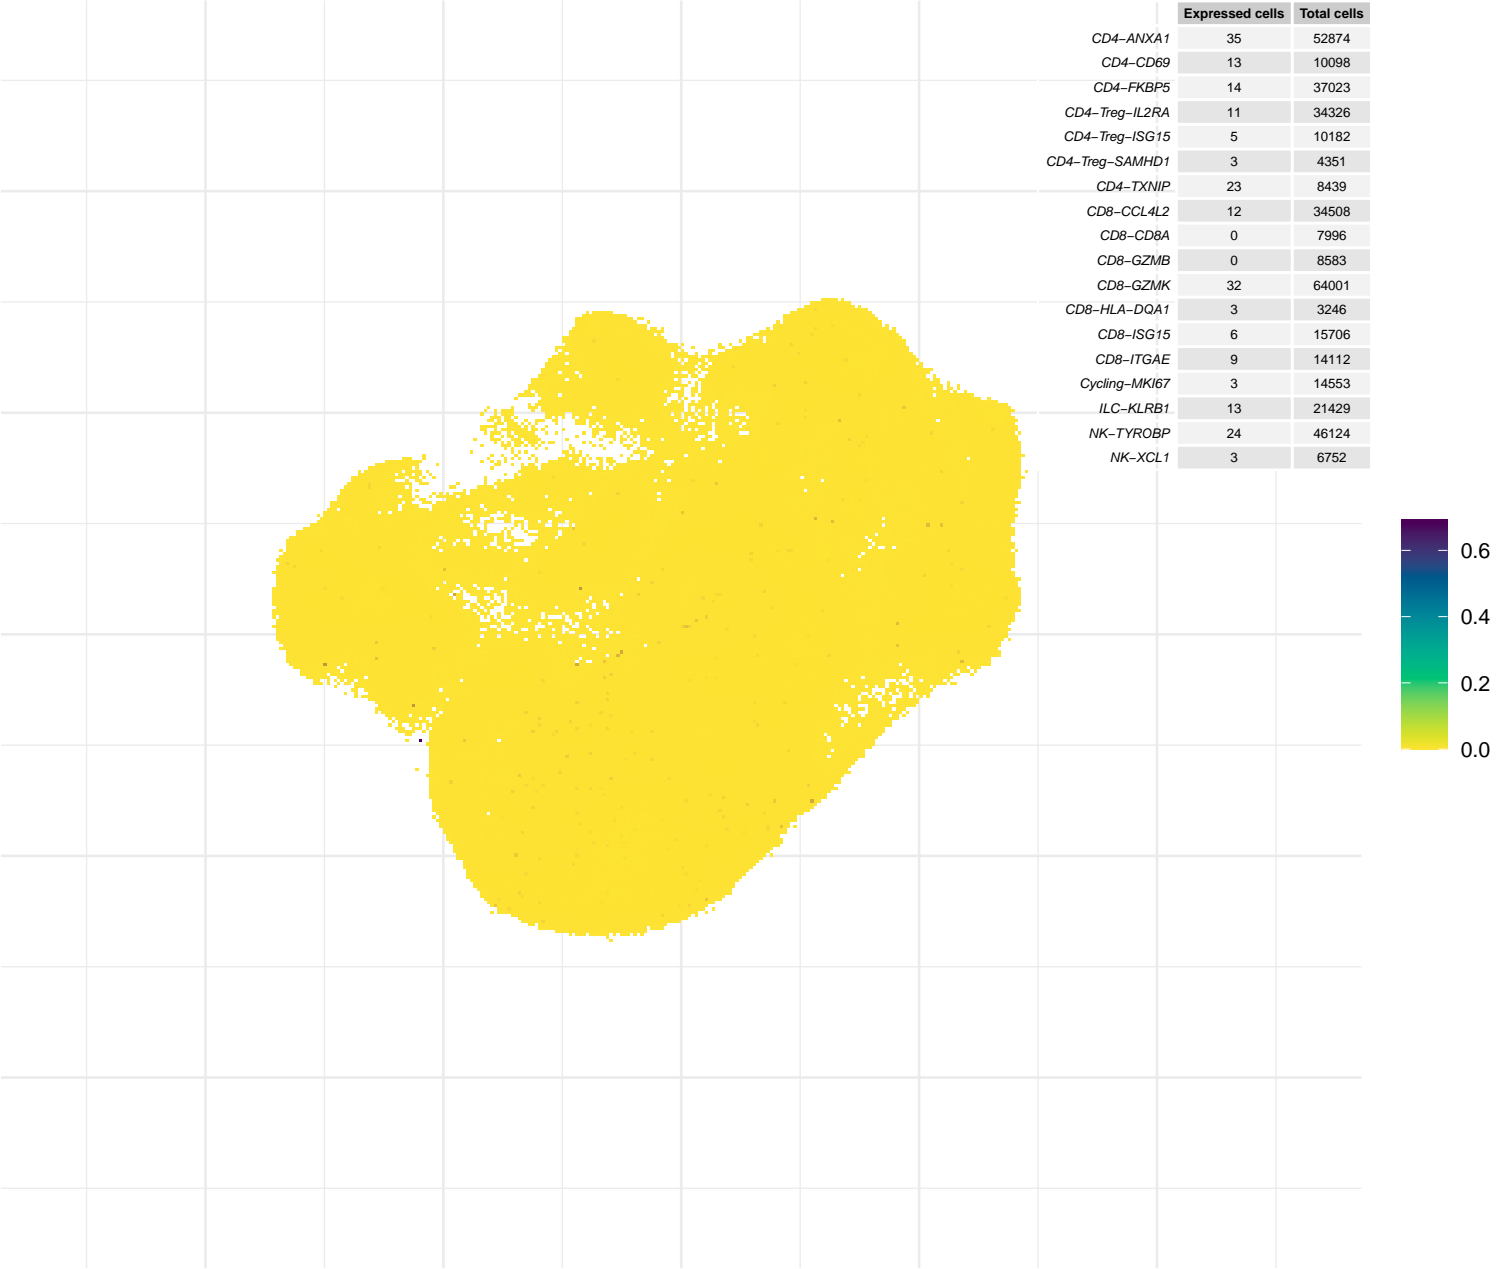 Expressed cells Total cells
CD4−ANXA1 35 52874
CD4−CD69 13 10098
CD4−FKBP5 14 37023
CD4−Treg−IL2RA 11 34326
CD4−Treg−ISG15 5 10182
CD4−Treg−SAMHD1 3 4351
CD4−TXNIP 23 8439
CD8−CCL4L2 12 34508
CD8−CD8A 0 7996
CD8−GZMB 0 8583
CD8−GZMK 32 64001
CD8−HLA−DQA1 3 3246
CD8−ISG15 6 15706
CD8−ITGAE 9 14112
Cycling−MKI67 3 14553
ILC−KLRB1 13 21429
NK−TYROBP 24 46124
NK−XCL1 3 6752
0.6
0.4
0.2
0.0